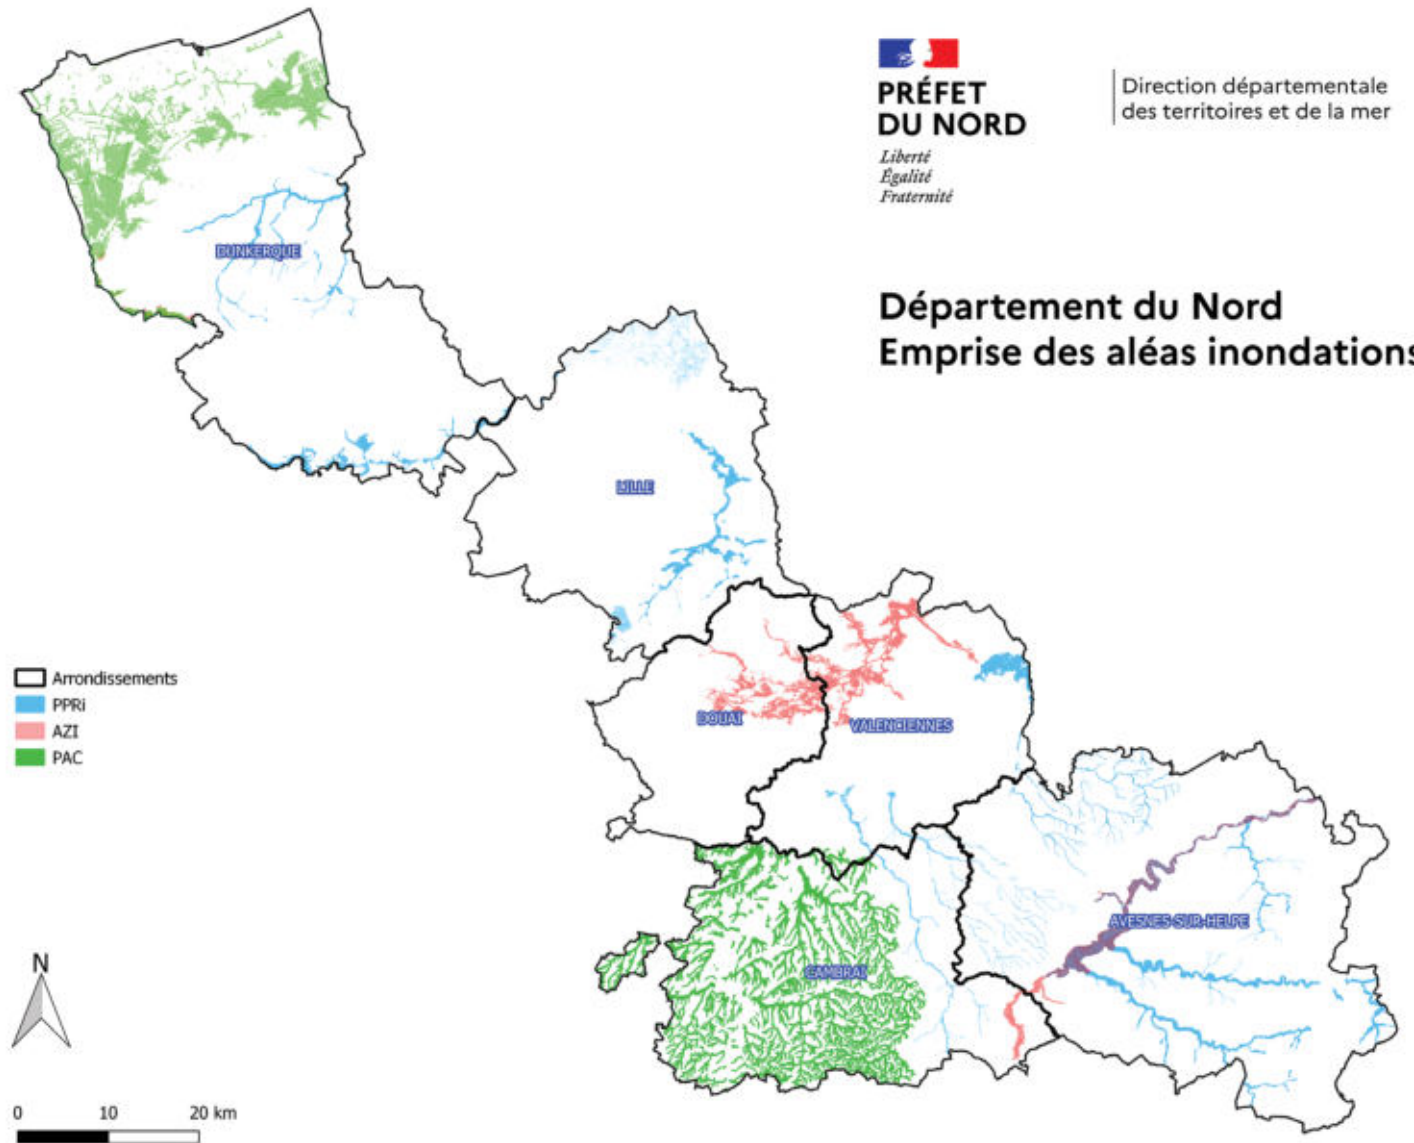 PRÉFET
DU NORD
Liberté
Égalité
Fraternité
Direction départementale
des territoires et de la mer
Département du Nord
Emprise des aléas inondations
DUNKERQUE
LILLE
DOUAI
VALENCIENNES
AVESNES-SUR-HELPE
CAMBRAI
Arrondissements
PPRi
AZI
PAC
N
0 10 20 km